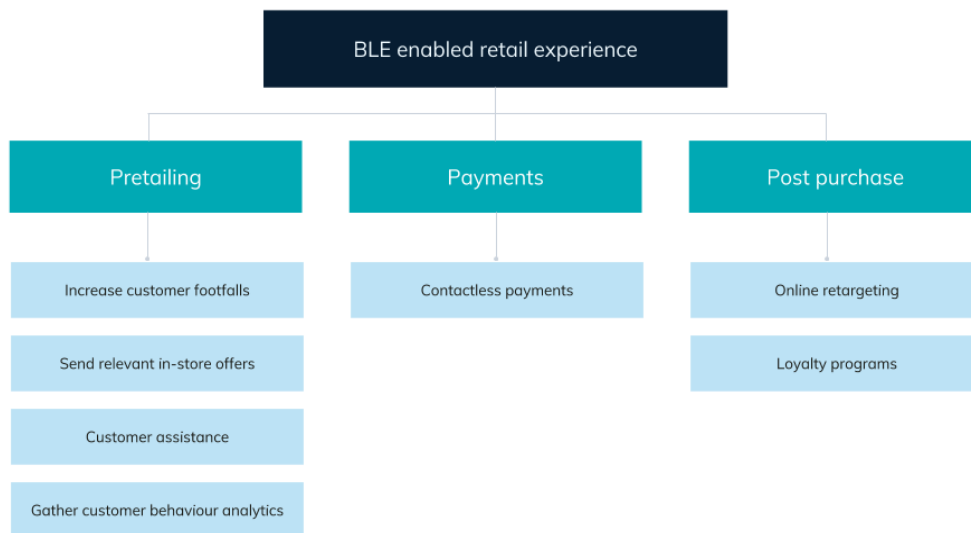 BLE enabled retail experience
Pretailing
Increase customer footfalls
Send relevant in-store offers
Customer assistance
Gather customer behaviour analytics
Payments
Contactless payments
Post purchase
Online retargeting
Loyalty programs